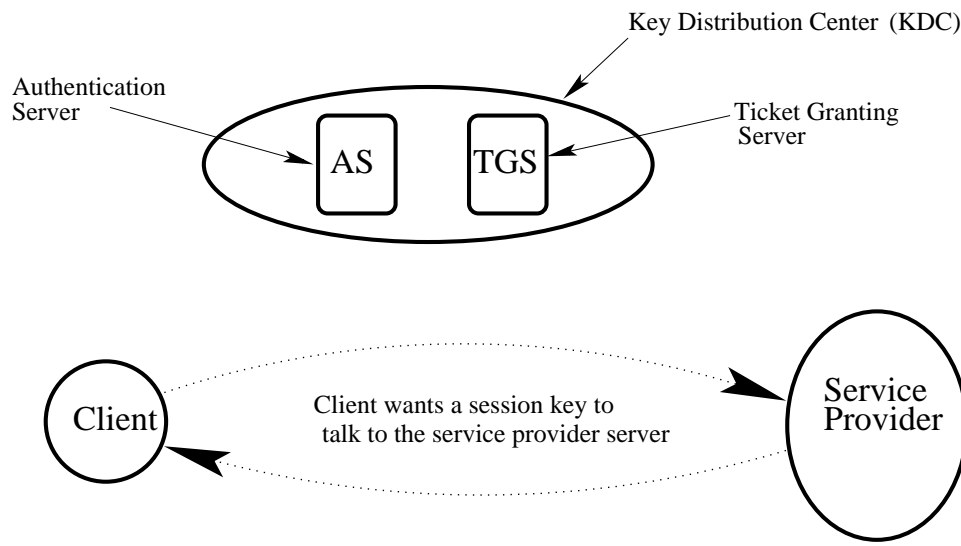 Key Distribution Center (KDC)
Authentication
Server
Ticket Granting
Server
AS
TGS
Client
Client wants a session key to
talk to the service provider server
Service
Provider